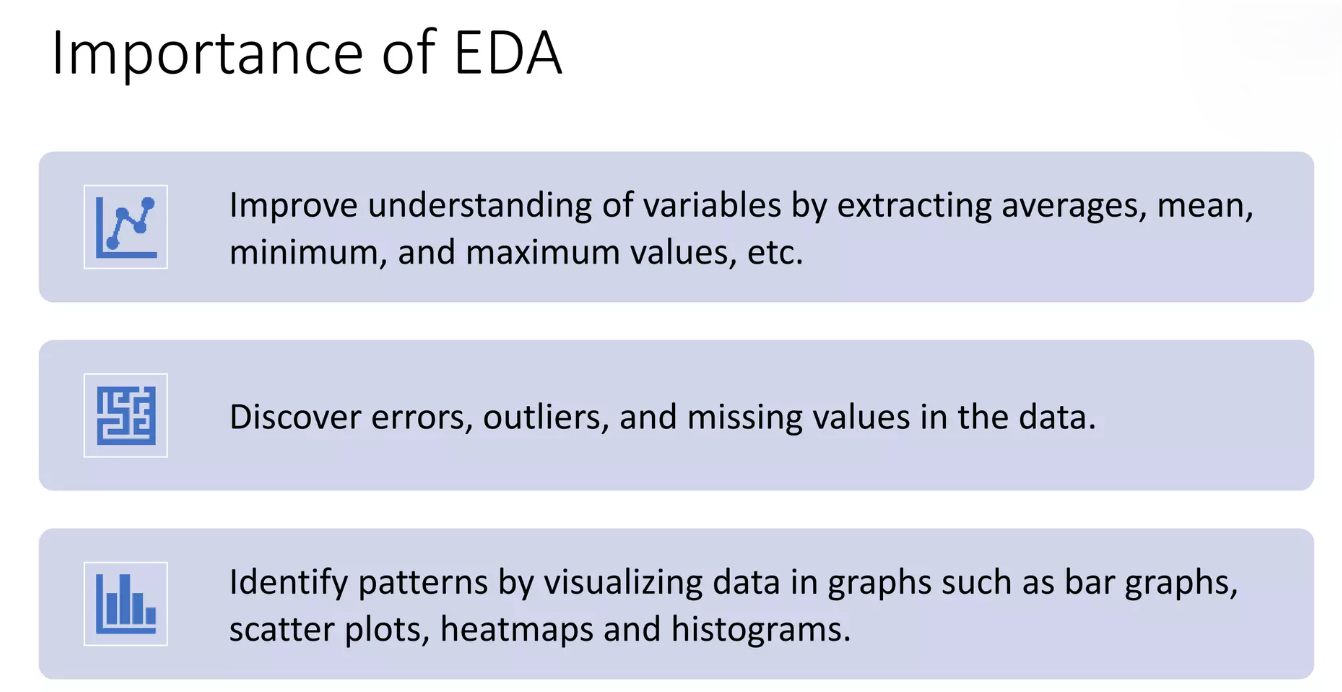 Importance of EDA
Improve understanding of variables by extracting averages, mean,
minimum, and maximum values, etc.
Discover errors, outliers, and missing values in the data.
Identify patterns by visualizing data in graphs such as bar graphs,
scatter plots, heatmaps and histograms.